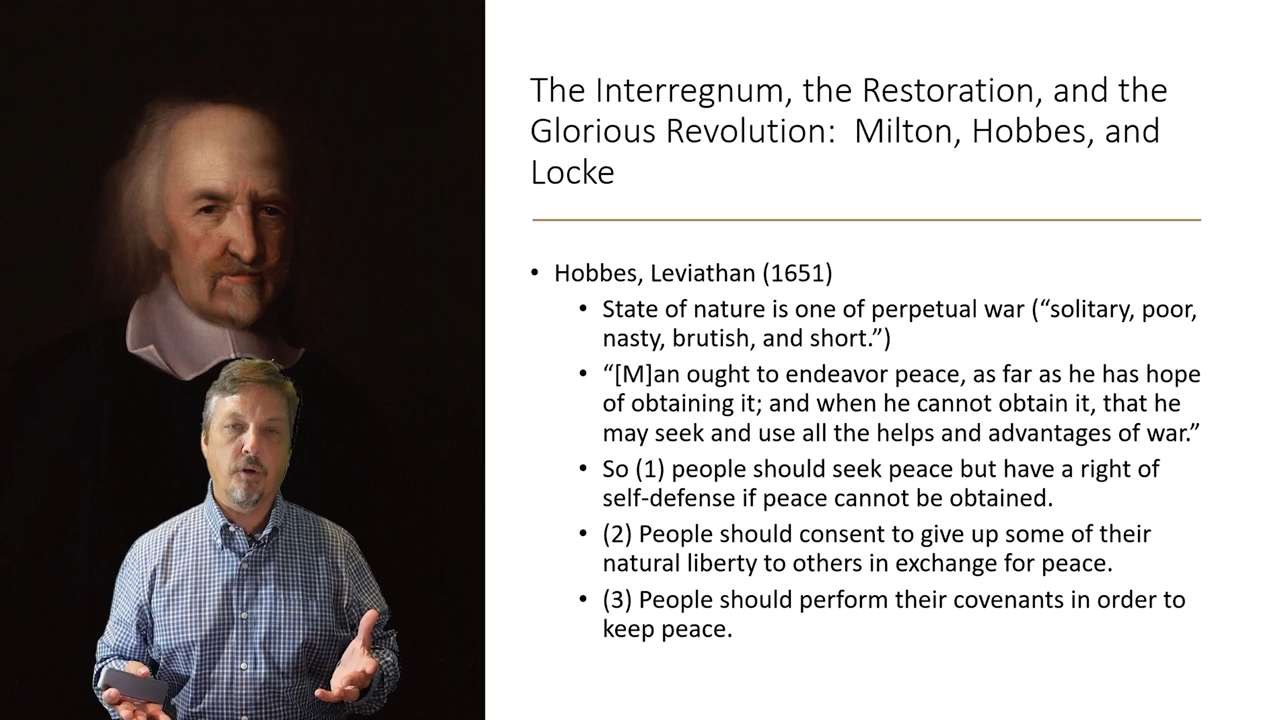 The Interregnum, the Restoration, and the
Glorious Revolution:  Milton, Hobbes, and
Locke
• Hobbes, Leviathan (1651)
• State of nature is one of perpetual war (“solitary, poor,
nasty, brutish, and short.”)
• “[M]an ought to endeavor peace, as far as he has hope
of obtaining it; and when he cannot obtain it, that he
may seek and use all the helps and advantages of war.”
• So (1) people should seek peace but have a right of
self-defense if peace cannot be obtained.
• (2) People should consent to give up some of their
natural liberty to others in exchange for peace.
• (3) People should perform their covenants in order to
keep peace.